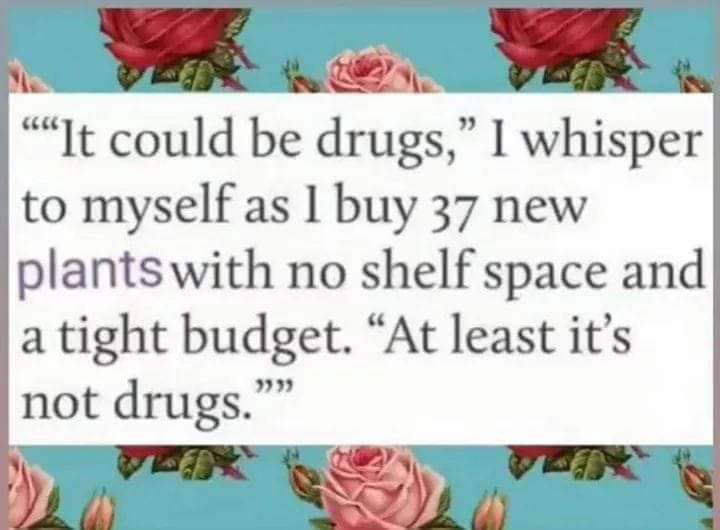 ““It could be drugs,” I whisper
to myself as I buy 37 new
plants with no shelf space and
a tight budget. “At least it’s
not drugs.””